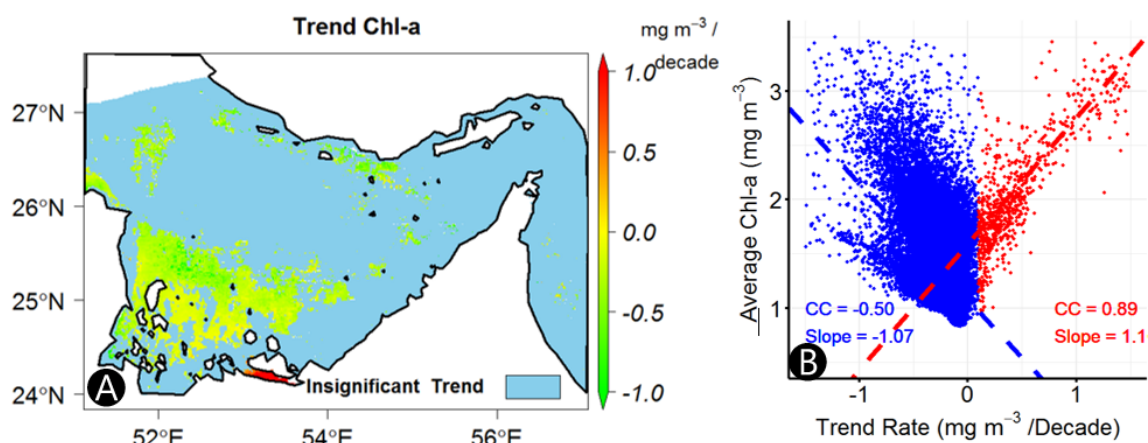 Trend Chl-a
mg m−3 /
decade
1.0
0.5
0.0
-0.5
-1.0
27°N
26°N
25°N
24°N
52°E
54°E
56°E
A
Insignificant Trend
B
Average Chl-a (mg m−3)
3
2
1
CC = -0.50
Slope = -1.07
CC = 0.89
Slope = 1.1
-1
0
1
Trend Rate (mg m−3 /Decade)